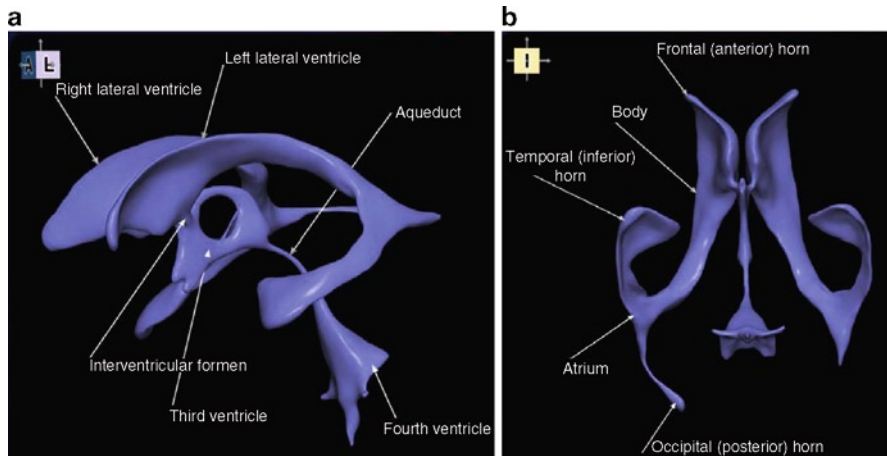 a
b
A L
I
Left lateral ventricle
Right lateral ventricle
Aqueduct
Interventricular formen
Third ventricle
Fourth ventricle
Frontal (anterior) horn
Body
Temporal (inferior)
horn
Atrium
Occipital (posterior) horn